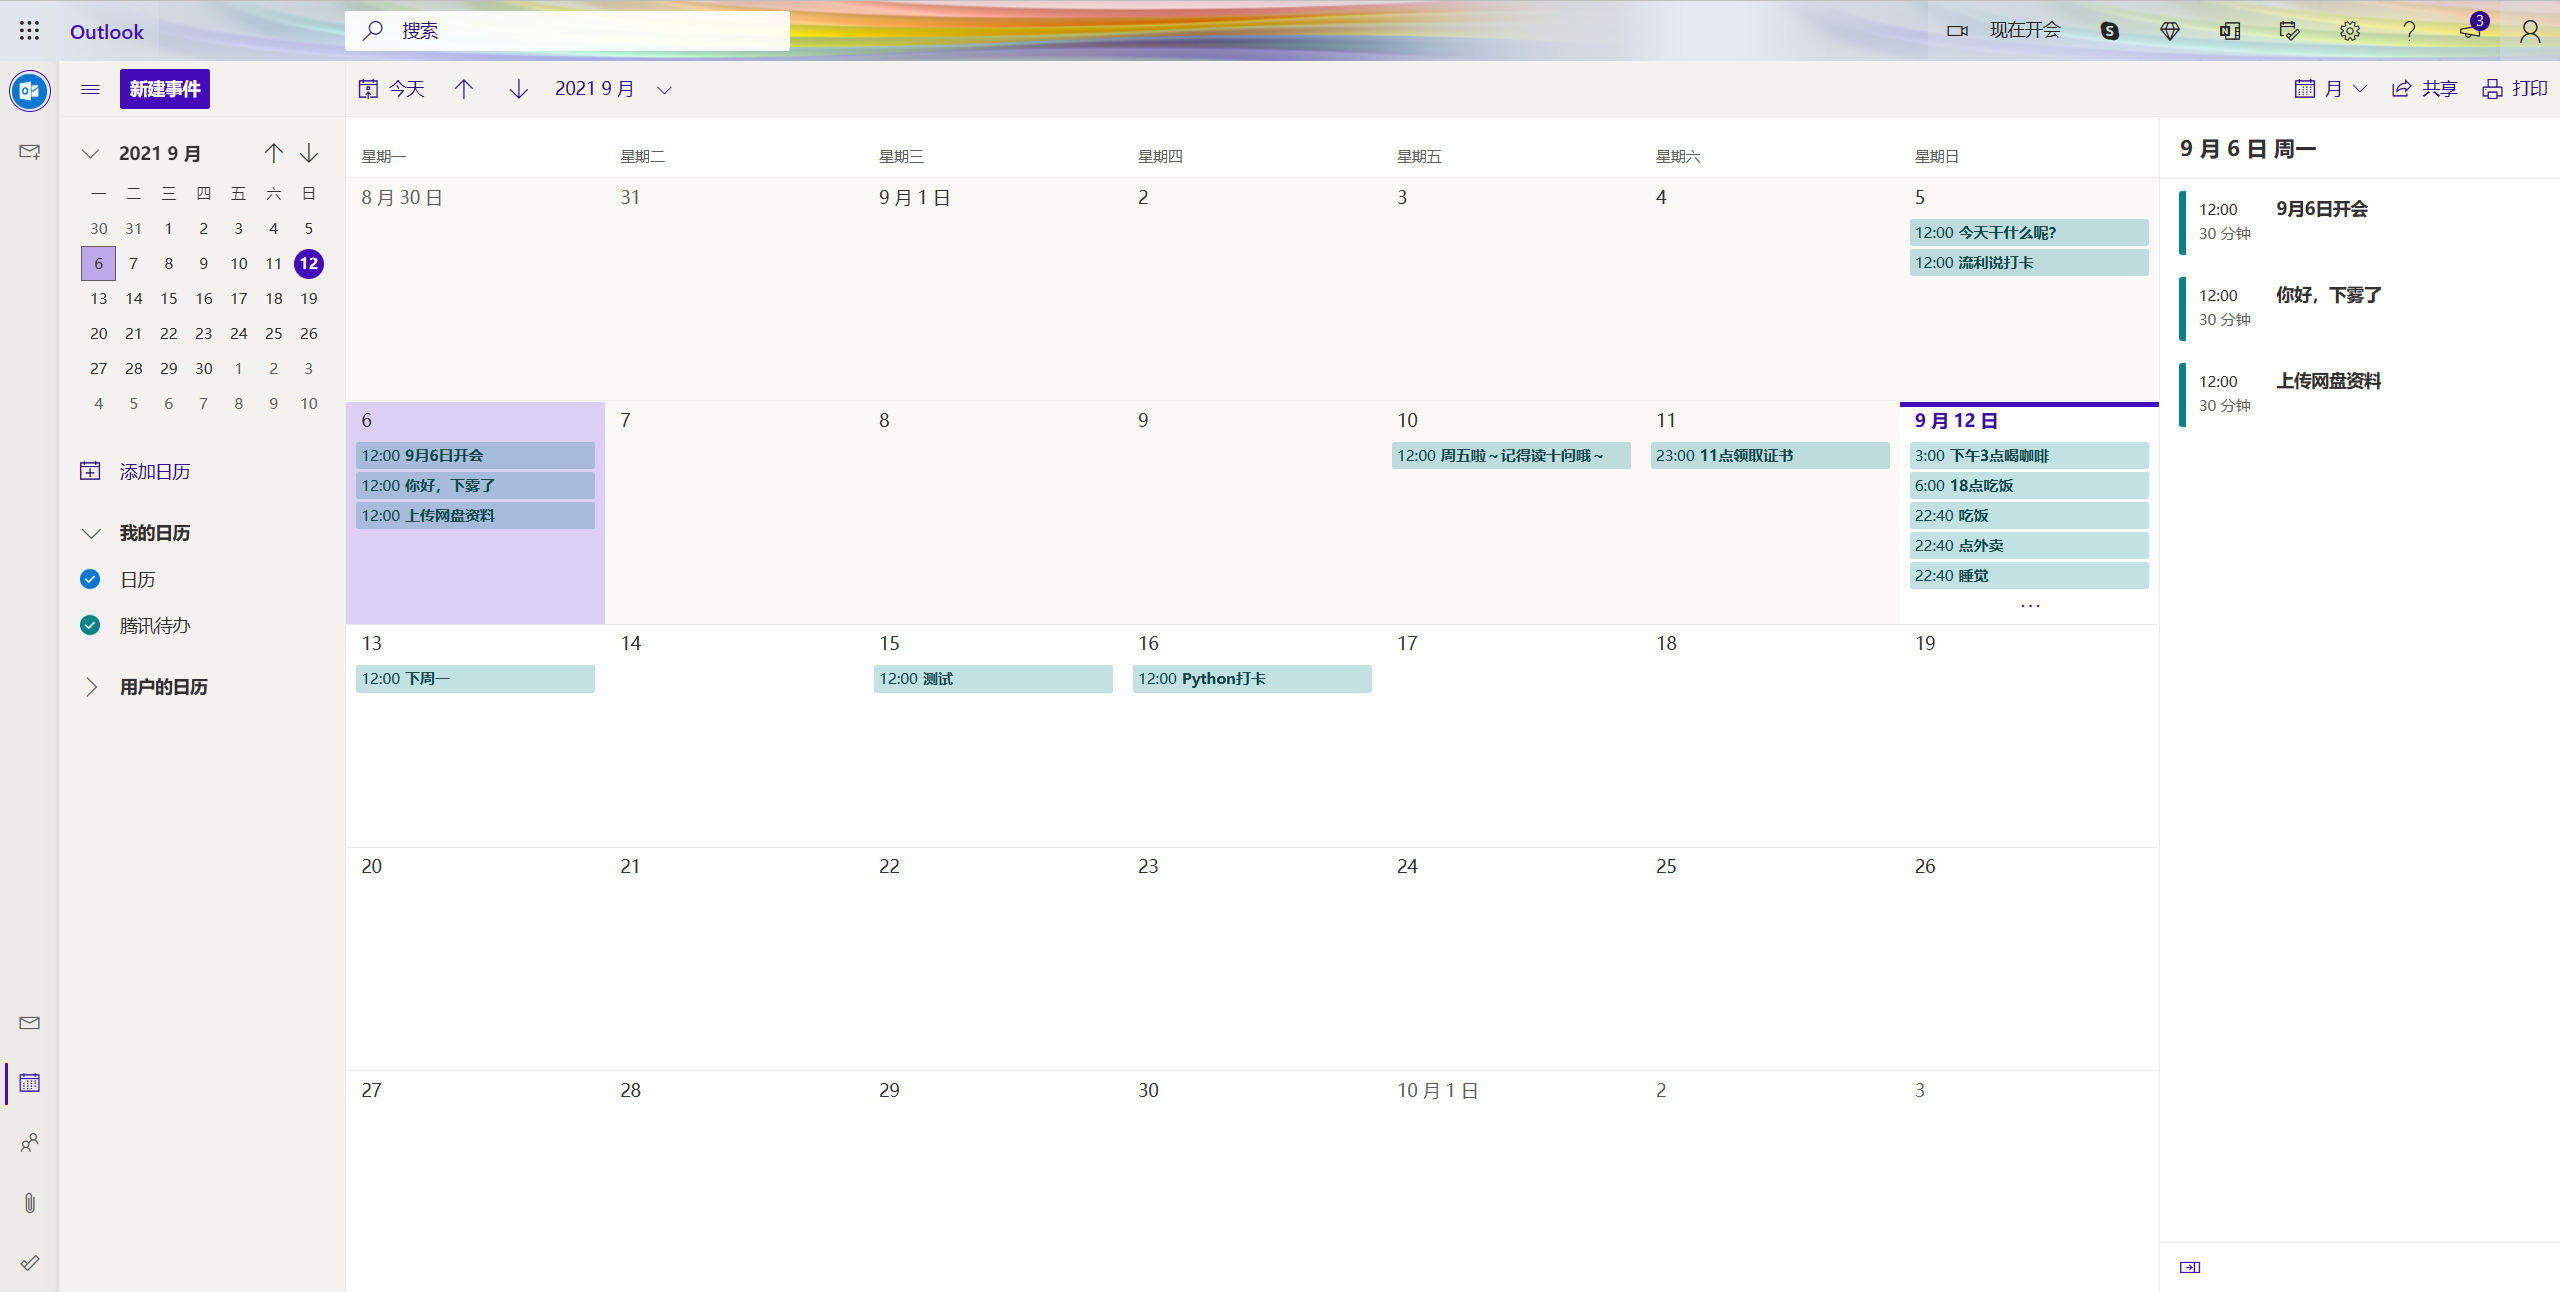 Outlook
搜索
现在开会
3
新建事件
今天
2021 9 月
月
共享
打印
2021 9 月
一 二 三 四 五 六 日
30 31 1 2 3 4 5
6 7 8 9 10 11 12
13 14 15 16 17 18 19
20 21 22 23 24 25 26
27 28 29 30 1 2 3
4 5 6 7 8 9 10
添加日历
我的日历
日历
腾讯待办
用户的日历
星期一 星期二 星期三 星期四 星期五 星期六 星期日
8 月 30 日 31 9 月 1 日 2 3 4 5
12:00 今天干什么呢?
12:00 流利说打卡
6 7 8 9 10 11 9 月 12 日
12:00 9月6日开会
12:00 你好，下雾了
12:00 上传网盘资料
12:00 周五啦～记得读十问哦～
23:00 11点领取证书
3:00 下午3点喝咖啡
6:00 18点吃饭
22:40 吃饭
22:40 点外卖
22:40 睡觉
...
13 14 15 16 17 18 19
12:00 下周一
12:00 测试
12:00 Python打卡
20 21 22 23 24 25 26
27 28 29 30 10 月 1 日 2 3
9 月 6 日 周一
12:00 9月6日开会
30 分钟
12:00 你好，下雾了
30 分钟
12:00 上传网盘资料
30 分钟